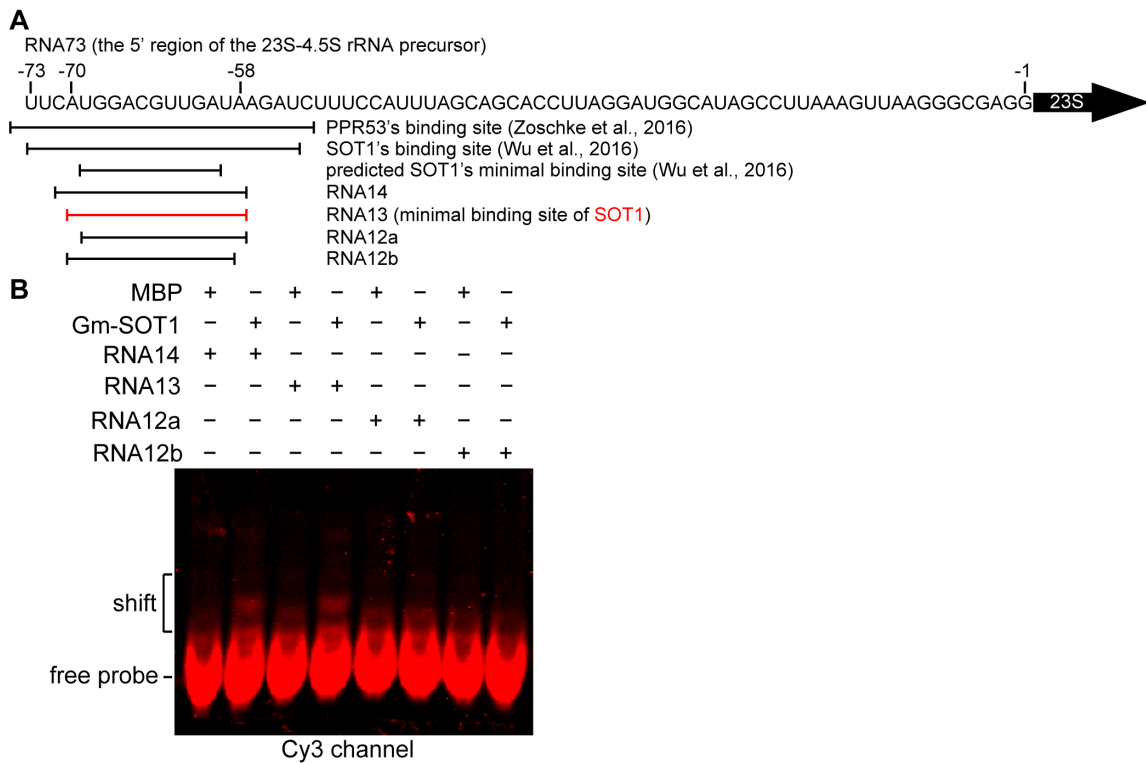 A
RNA73 (the 5' region of the 23S-4.5S rRNA precursor)
-73 -70 -58 -1
UUCAUGGACGUUGAUAAGAUCUUUCCAUUUAGCAGCACCUUAGGAUGGCAUAGCCUUAAAGUUAAGGGCGAGG 23S
PPR53's binding site (Zoschke et al., 2016)
SOT1's binding site (Wu et al., 2016)
predicted SOT1's minimal binding site (Wu et al., 2016)
RNA14
RNA13 (minimal binding site of SOT1)
RNA12a
RNA12b
B
MBP + − + − + − + −
Gm-SOT1 − + − + − + − +
RNA14 + + − − − − − −
RNA13 − − + + − − − −
RNA12a − − − − + + − −
RNA12b − − − − − − + +
shift
free probe
Cy3 channel